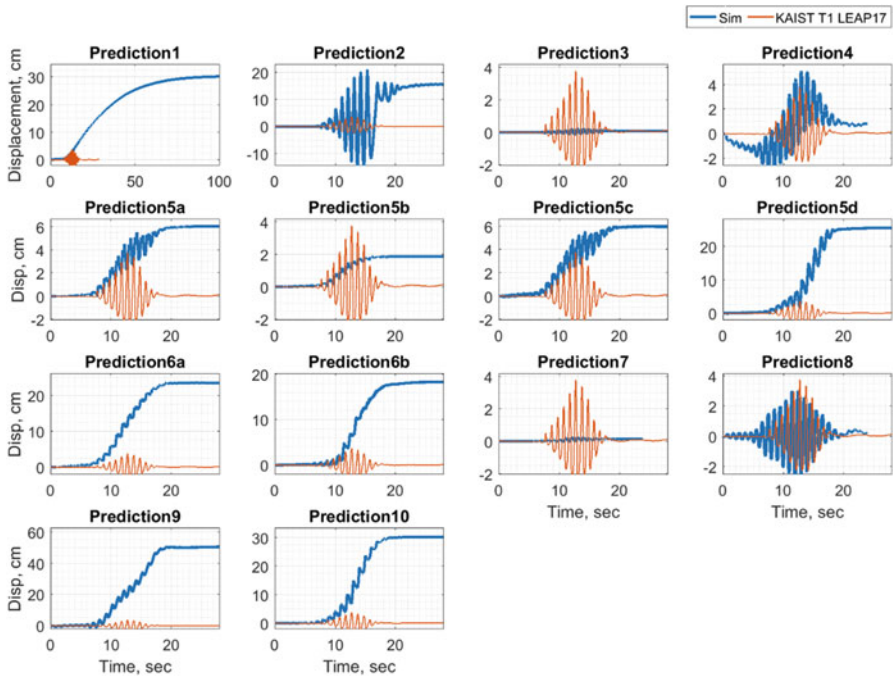 Sim KAIST T1 LEAP17
Prediction1 Prediction2 Prediction3 Prediction4
Displacement, cm
30
20
10
0
0 50 100
20
10
0
-10
0 10 20
4
2
0
-2
0 20
4
2
0
-2
0 10 20
Prediction5a Prediction5b Prediction5c Prediction5d
Disp, cm
6
4
2
0
-2
0 10 20
4
2
0
-2
0 10 20
6
4
2
0
-2
0 20
20
10
0
0 10 20
Prediction6a Prediction6b Prediction7 Prediction8
Disp, cm
20
10
0
0 10 20
20
10
0
0 10 20
4
2
0
-2
0 20
Time, sec
4
2
0
-2
0 10 20
Time, sec
Prediction9 Prediction10
Disp, cm
60
40
20
0
0 10 20
Time, sec
30
20
10
0
0 10 20
Time, sec